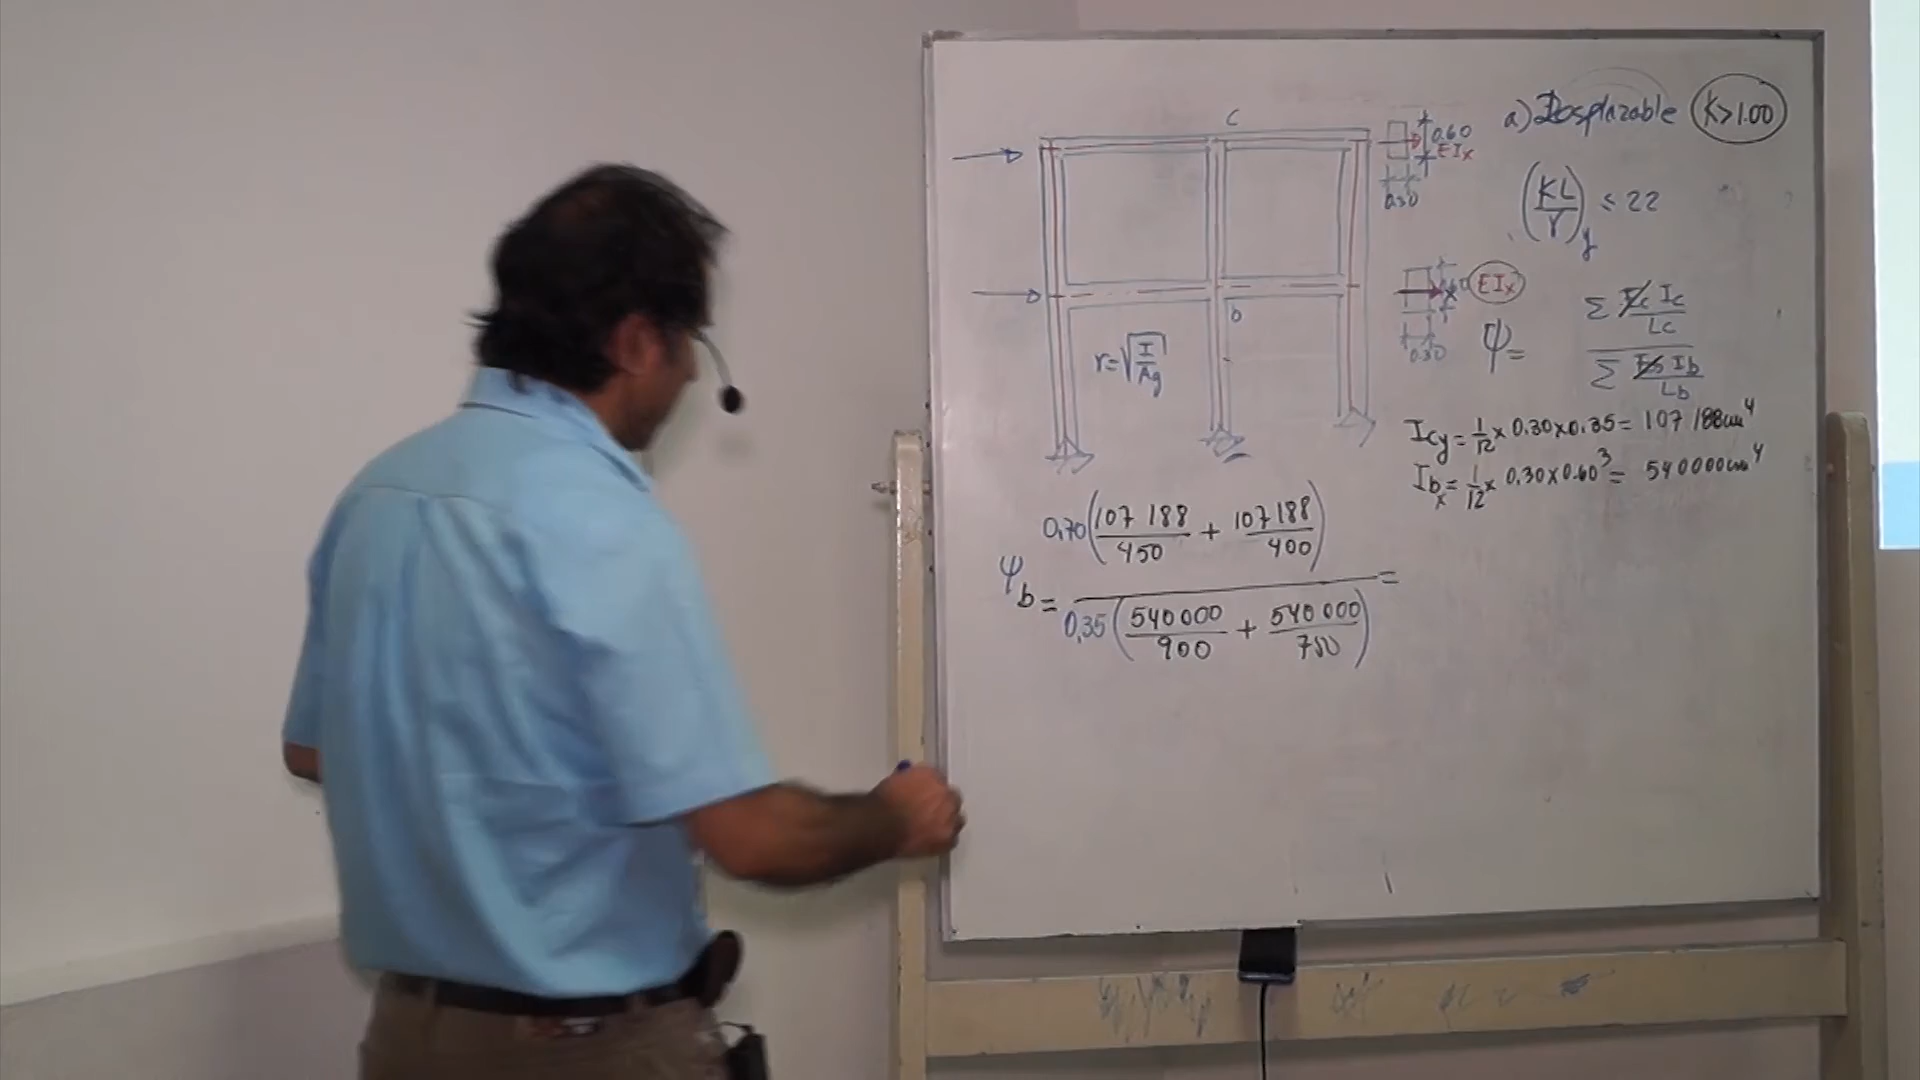 c
0.60
EIx
0.30
a) Desplazable K>1.00
(KL/r)y ≤ 22
EIx
0.30
b
r=√(I/Ag)
ψ= Σ Ec Ic/Lc / Σ Eb Ib/Lb
Icy = 1/12 x 0.30x0.35= 107 188cm⁴
Ibx = 1/12 x 0.30x0.60³= 540000cm⁴
ψb = 0,70(107 188/450 + 107 188/400) / 0,35(540 000/900 + 540 000/750) =